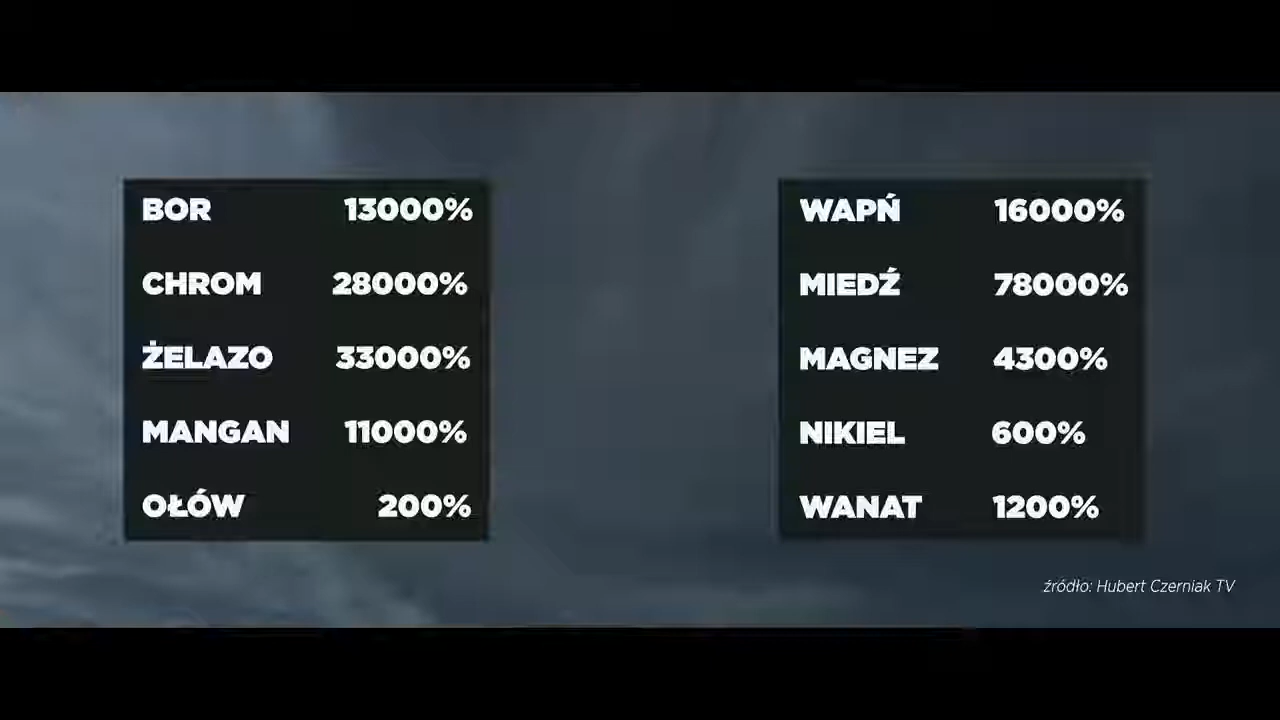 BOR 13000%
CHROM 28000%
ŻELAZO 33000%
MANGAN 11000%
OŁÓW 200%
WAPŃ 16000%
MIEDŹ 78000%
MAGNEZ 4300%
NIKIEL 600%
WANAT 1200%
źródło: Hubert Czerniak TV